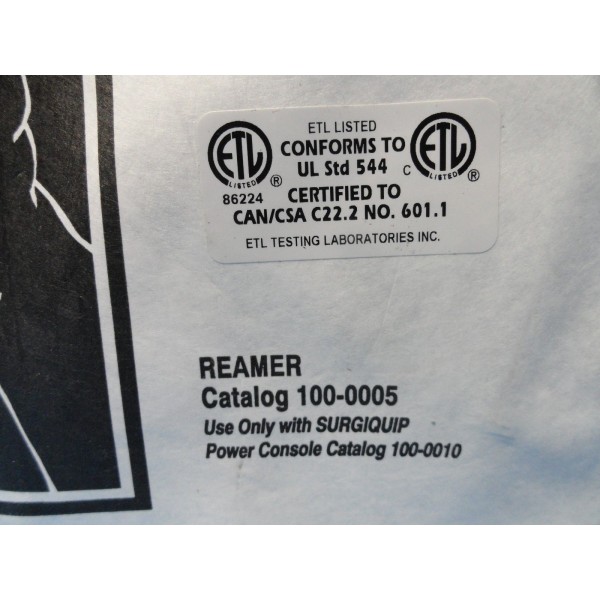 ETL LISTED
CONFORMS TO
UL Std 544
ETL LISTED ®
86224
C ETL LISTED ®
CERTIFIED TO
CAN/CSA C22.2 NO. 601.1
ETL TESTING LABORATORIES INC.
REAMER
Catalog 100-0005
Use Only with SURGIQUIP
Power Console Catalog 100-0010